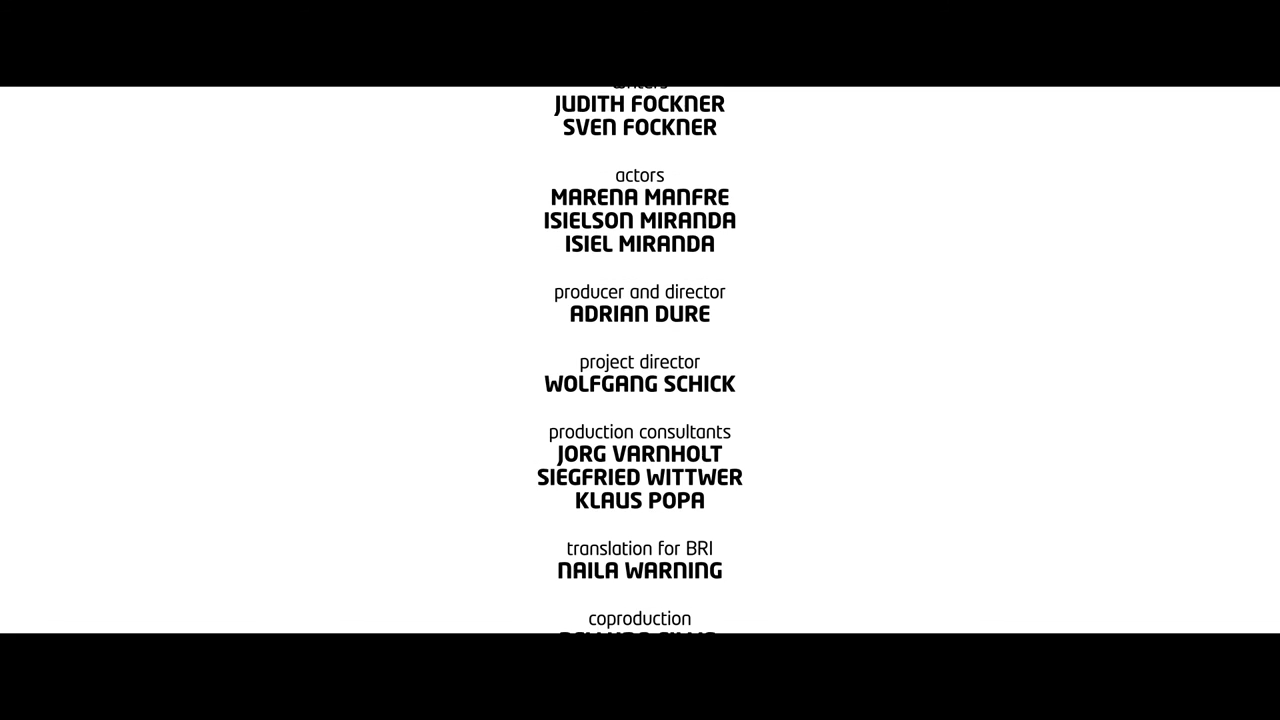 writers
JUDITH FOCKNER
SVEN FOCKNER
actors
MARENA MANFRE
ISIELSON MIRANDA
ISIEL MIRANDA
producer and director
ADRIAN DURE
project director
WOLFGANG SCHICK
production consultants
JORG VARNHOLT
SIEGFRIED WITTWER
KLAUS POPA
translation for BRI
NAILA WARNING
coproduction